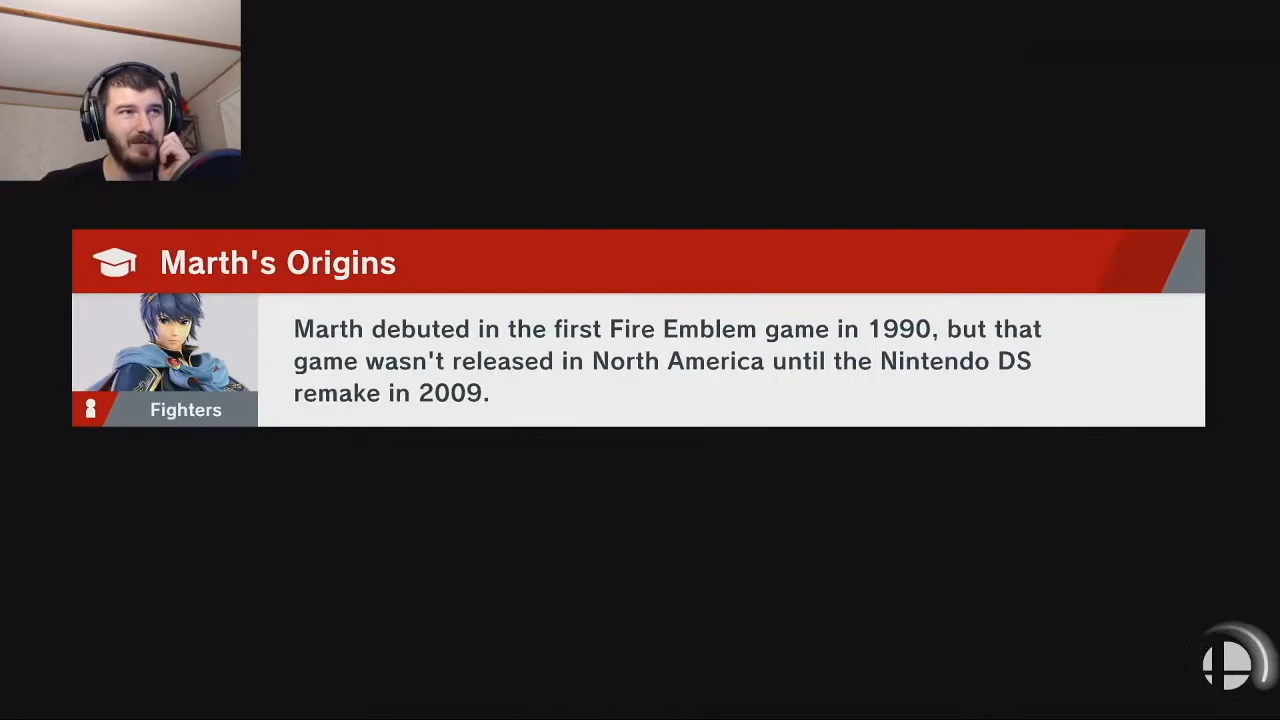 Marth's Origins
Marth debuted in the first Fire Emblem game in 1990, but that
game wasn't released in North America until the Nintendo DS
remake in 2009.
Fighters